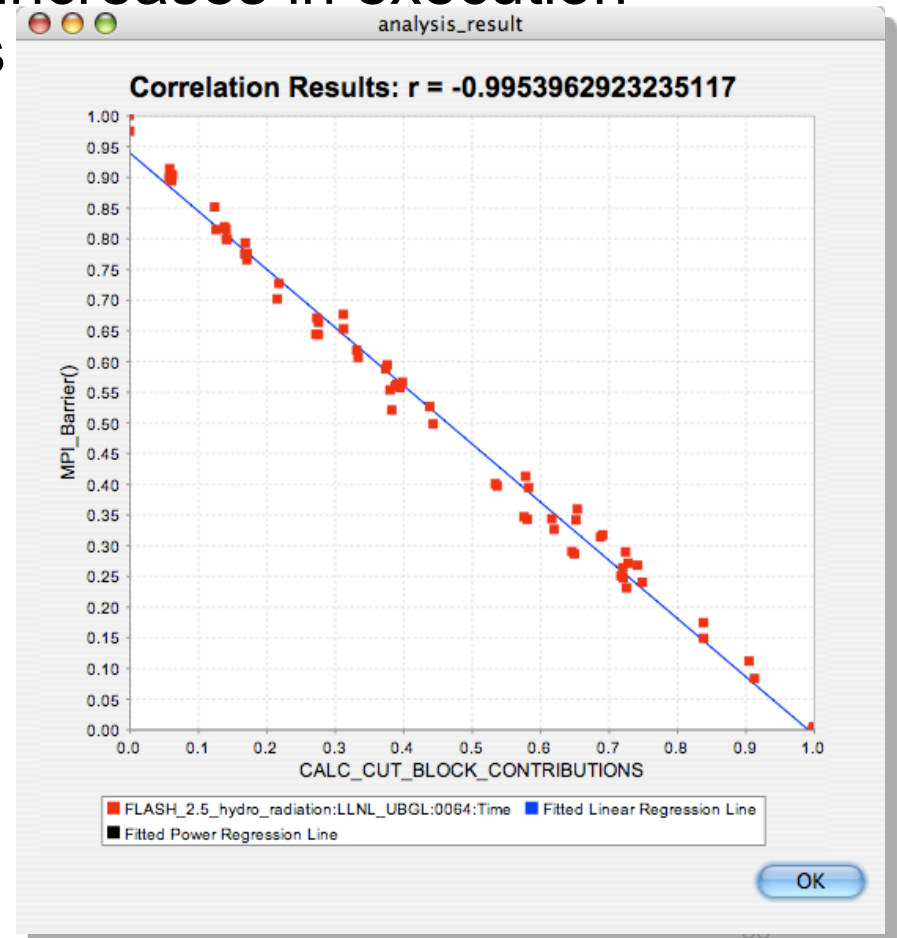 increases in execution
s
analysis_result
Correlation Results: r = -0.9953962923235117
1.00
0.95
0.90
0.85
0.80
0.75
0.70
0.65
0.60
0.55
0.50
0.45
0.40
0.35
0.30
0.25
0.20
0.15
0.10
0.05
0.00
MPI_Barrier()
0.0 0.1 0.2 0.3 0.4 0.5 0.6 0.7 0.8 0.9 1.0
CALC_CUT_BLOCK_CONTRIBUTIONS
FLASH_2.5_hydro_radiation:LLNL_UBGL:0064:Time Fitted Linear Regression Line
Fitted Power Regression Line
OK